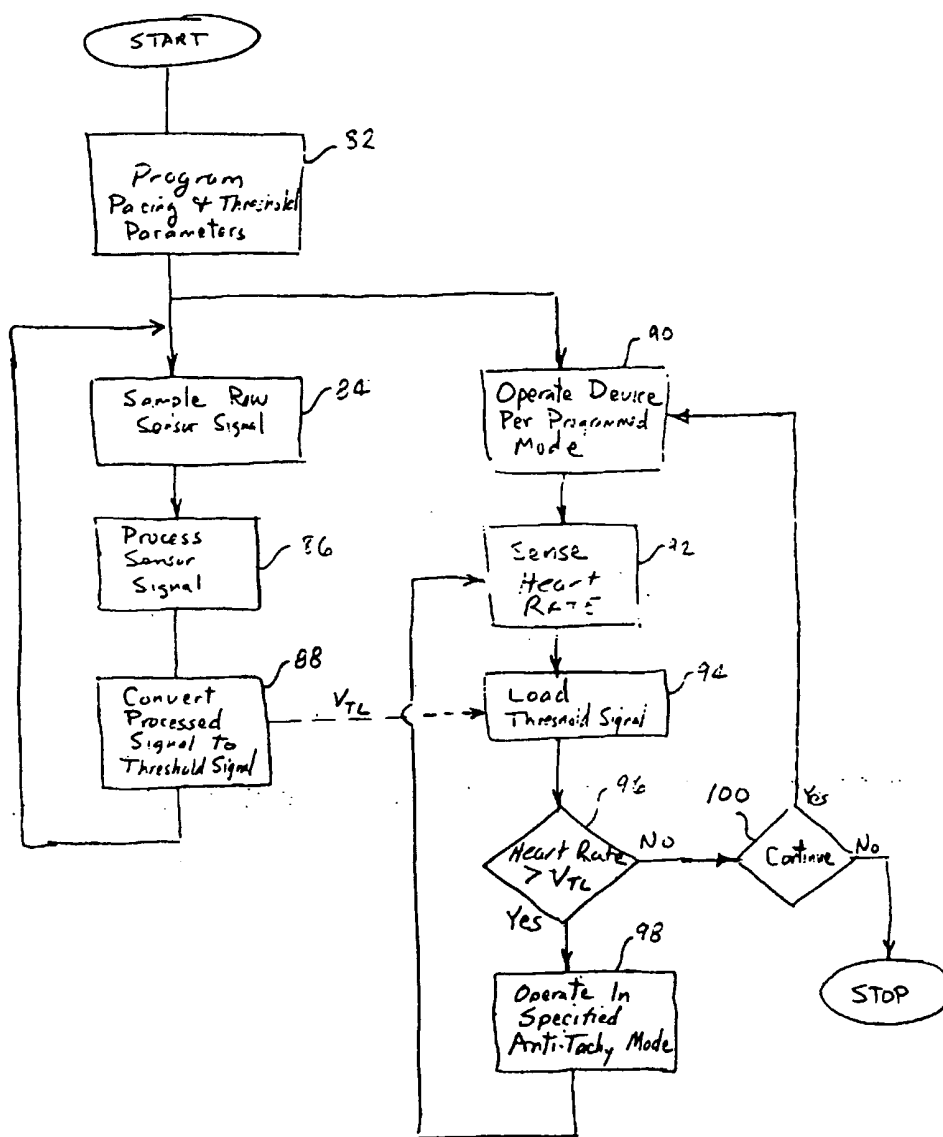 START
82
Program
Pacing & Threshold
Parameters
84
Sample Raw
Sensor Signal
86
Process
Sensor
Signal
88
Convert
Processed
Signal to
Threshold Signal
VTL
90
Operate Device
Per Programmed
Mode
92
Sense
Heart
RATE
94
Load
Threshold Signal
96
Heart Rate
> VTL
No
Yes
98
Operate In
Specified
Anti-Tachy Mode
100
Continue
Yes
No
STOP